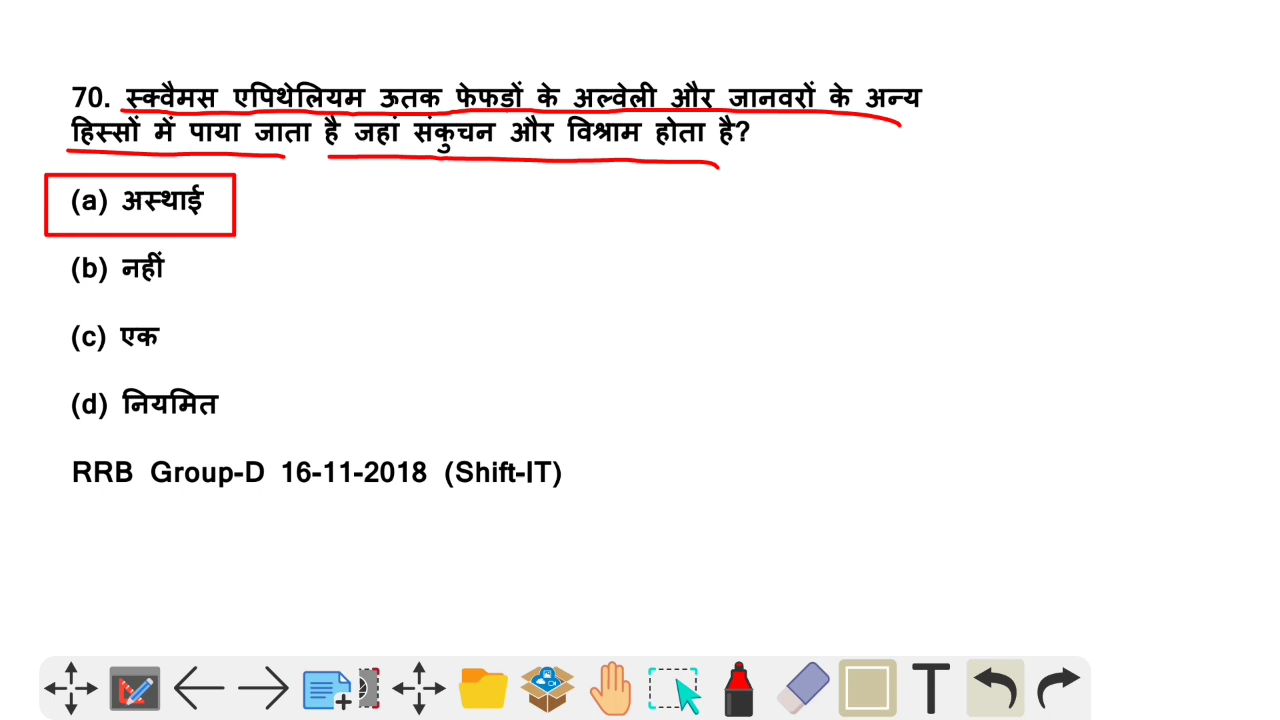 70. स्क्वैमस एपिथेलियम ऊतक फेफडों के अल्वेली और जानवरों के अन्य
हिस्सों में पाया जाता है जहां संकुचन और विश्राम होता है?
(a) अस्थाई
(b) नहीं
(c) एक
(d) नियमित
RRB Group-D 16-11-2018 (Shift-IT)
T